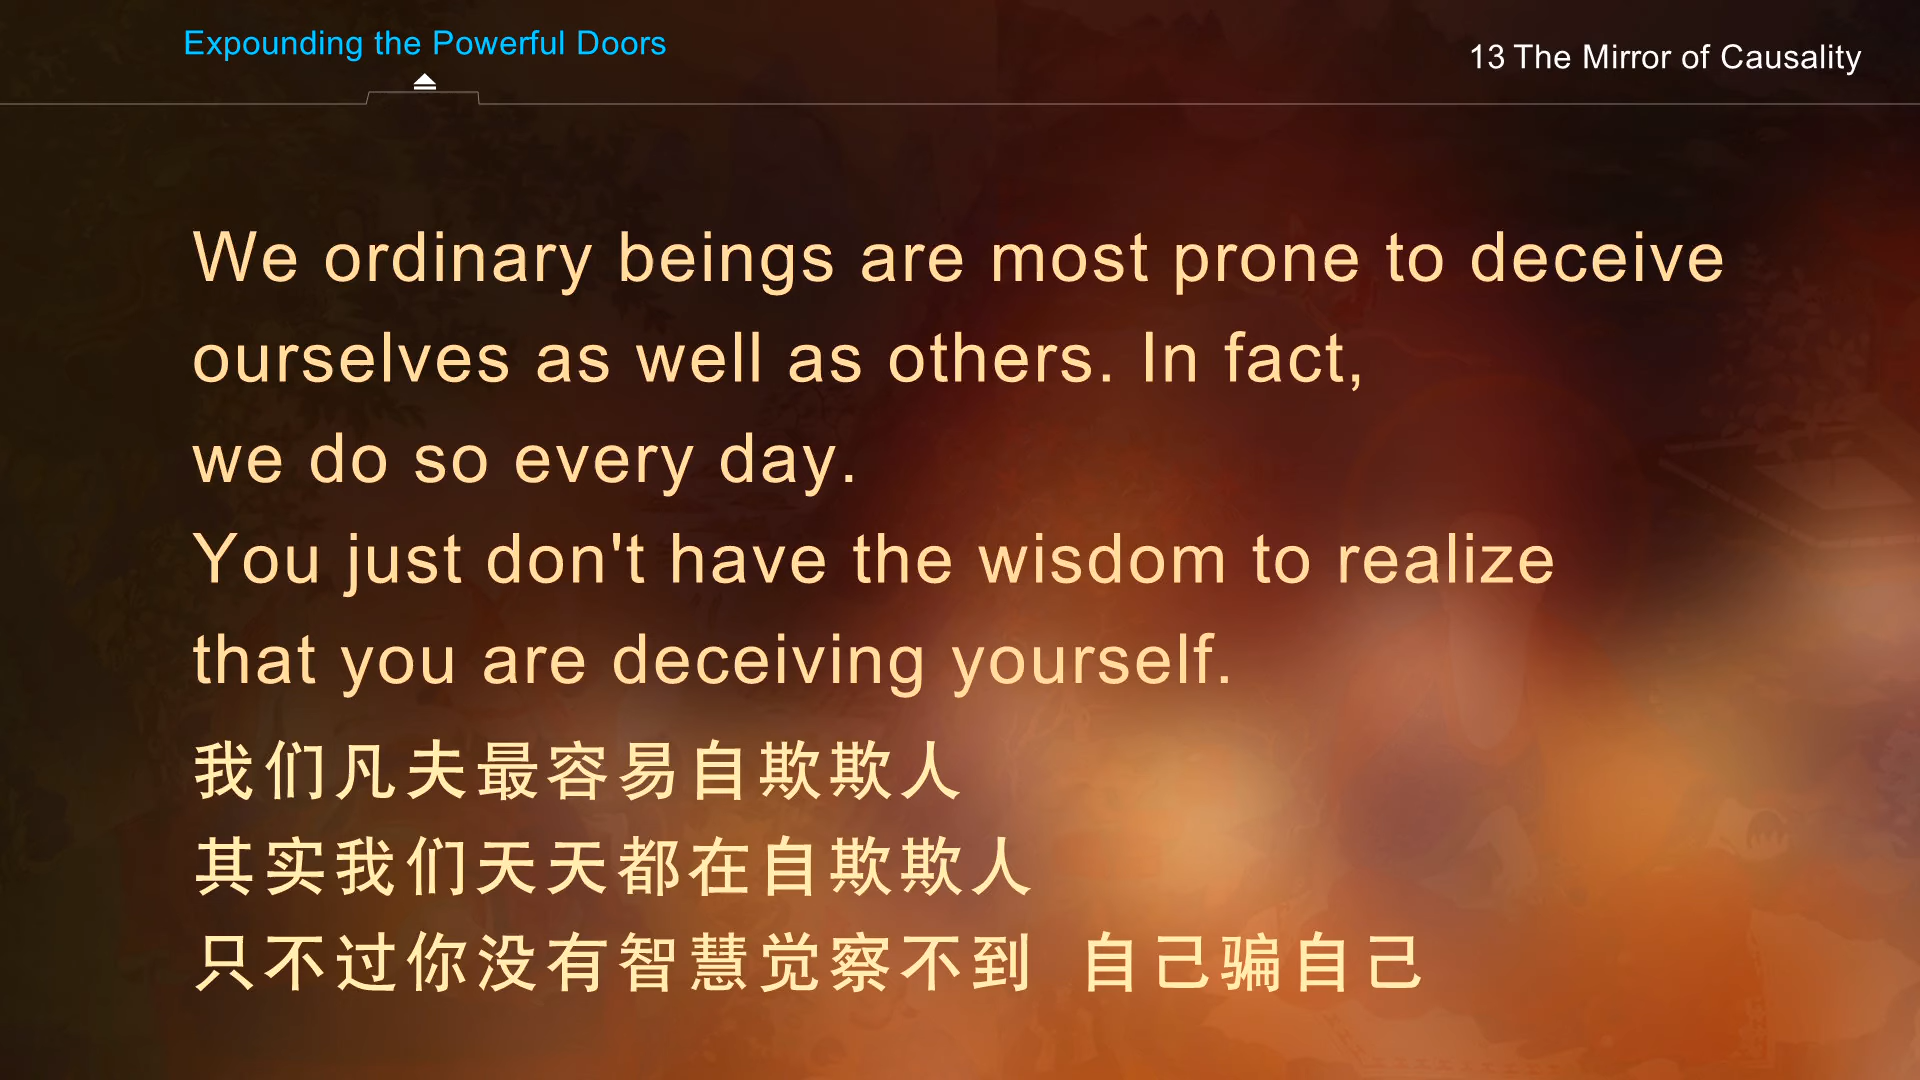 Expounding the Powerful Doors
13 The Mirror of Causality
We ordinary beings are most prone to deceive
ourselves as well as others. In fact,
we do so every day.
You just don't have the wisdom to realize
that you are deceiving yourself.
我们凡夫最容易自欺欺人
其实我们天天都在自欺欺人
只不过你没有智慧觉察不到 自己骗自己